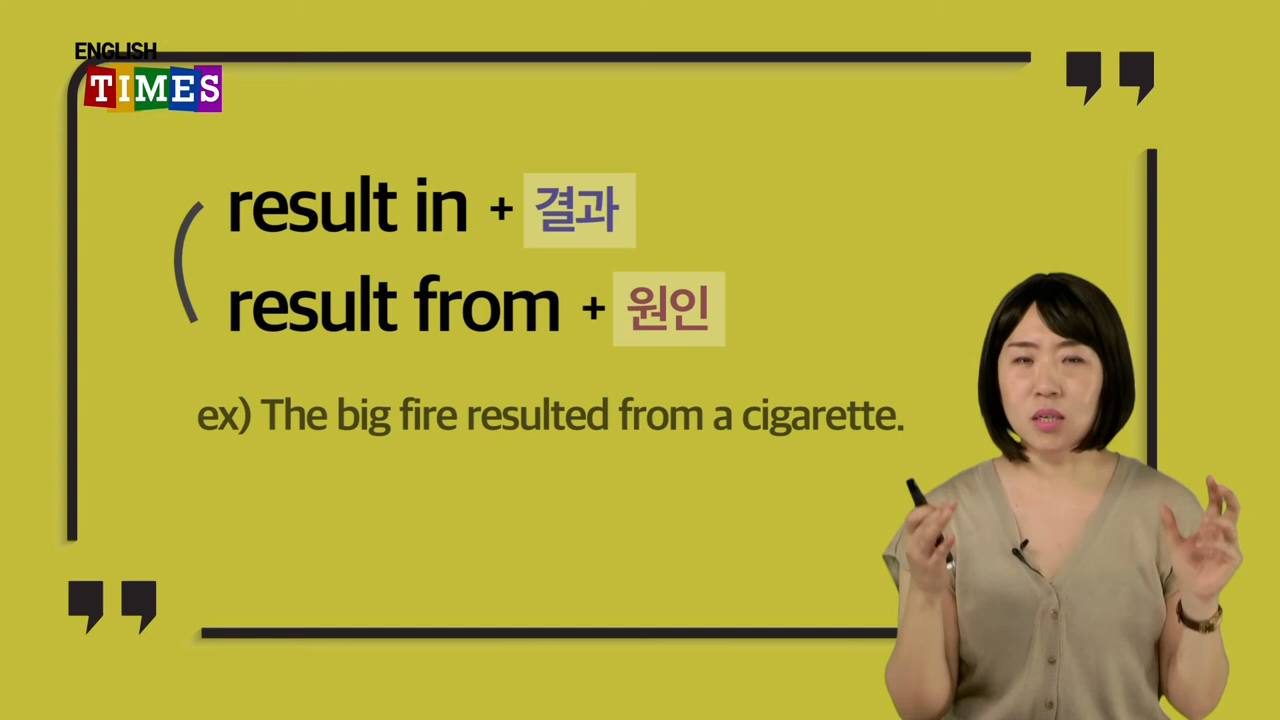 ENGLISH
TIMES
result in + 결과
result from + 원인
ex) The big fire resulted from a cigarette.